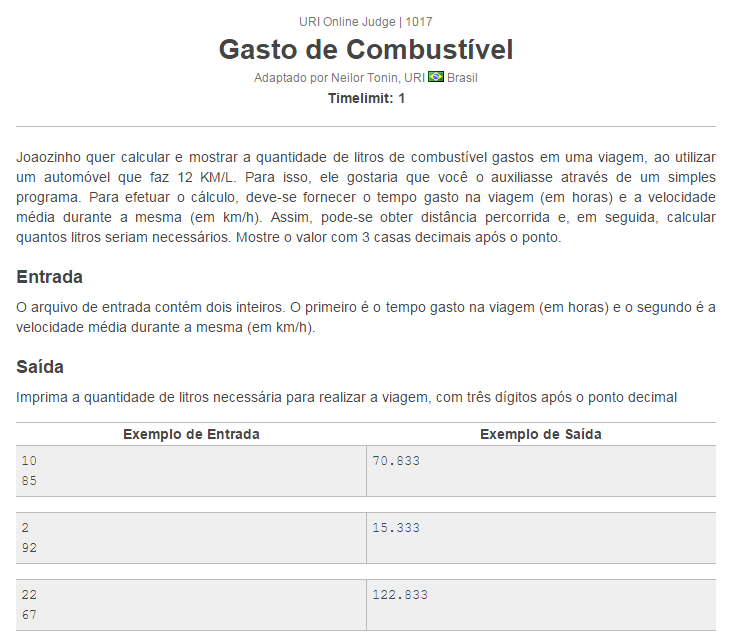 URI Online Judge | 1017
Gasto de Combustível
Adaptado por Neilor Tonin, URI Brasil
Timelimit: 1
Joaozinho quer calcular e mostrar a quantidade de litros de combustível gastos em uma viagem, ao utilizar
um automóvel que faz 12 KM/L. Para isso, ele gostaria que você o auxiliasse através de um simples
programa. Para efetuar o cálculo, deve-se fornecer o tempo gasto na viagem (em horas) e a velocidade
média durante a mesma (em km/h). Assim, pode-se obter distância percorrida e, em seguida, calcular
quantos litros seriam necessários. Mostre o valor com 3 casas decimais após o ponto.
Entrada
O arquivo de entrada contém dois inteiros. O primeiro é o tempo gasto na viagem (em horas) e o segundo é a
velocidade média durante a mesma (em km/h).
Saída
Imprima a quantidade de litros necessária para realizar a viagem, com três dígitos após o ponto decimal
Exemplo de Entrada Exemplo de Saída
10 70.833
85
2 15.333
92
22 122.833
67